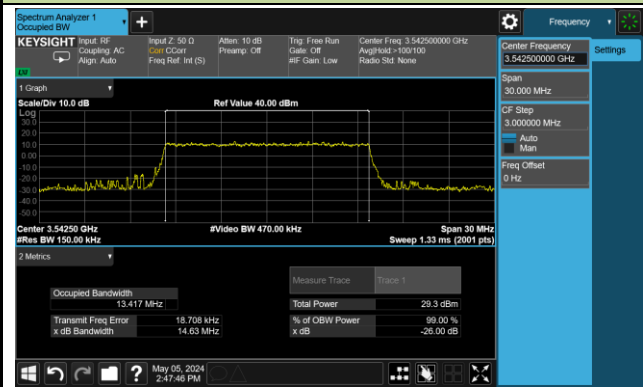 Spectrum Analyzer 1
Occupied BW
Frequency
KEYSIGHT
Input: RF
Coupling: AC
Align: Auto
Input Z: 50 Ω
Corr CCorr
Freq Ref: Int (S)
Atten: 10 dB
Preamp: Off
Trig: Free Run
Gate: Off
#IF Gain: Low
Center Freq: 3.542500000 GHz
Avg|Hold:>100/100
Radio Std: None
LXI
Center Frequency
3.542500000 GHz
Settings
Span
30.000 MHz
CF Step
3.000000 MHz
Auto
Man
Freq Offset
0 Hz
1 Graph
Scale/Div 10.0 dB
Ref Value 40.00 dBm
Log
30.0
20.0
10.0
0.00
-10.0
-20.0
-30.0
-40.0
-50.0
Center 3.54250 GHz
#Video BW 470.00 kHz
Span 30 MHz
#Res BW 150.00 kHz
Sweep 1.33 ms (2001 pts)
2 Metrics
Measure Trace
Trace 1
Occupied Bandwidth
13.417 MHz
Total Power
29.3 dBm
Transmit Freq Error
18.708 kHz
% of OBW Power
99.00 %
x dB Bandwidth
14.63 MHz
x dB
-26.00 dB
?
May 05, 2024
2:47:46 PM